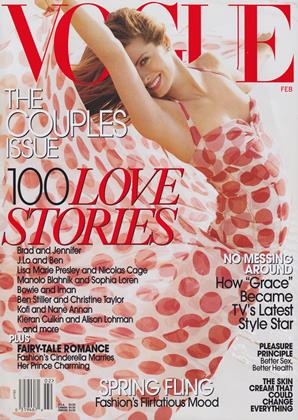 VOGUE
FEB
THE
COUPLES
ISSUE
100 LOVE
STORIES
Brad and Jennifer
J.Lo and Ben
Lisa Marie Presley and Nicolas Cage
Manolo Blahnik and Sophia Loren
Bowie and Iman
Ben Stiller and Christine Taylor
Kofi and Nane Annan
Kieran Culkin and Alison Lohman
...and more
PLUS
FAIRY-TALE ROMANCE
Fashion's Cinderella Marries
Her Prince Charming
NO MESSING
AROUND
How "Grace"
Became
TV's Latest
Style Star
PLEASURE
PRINCIPLE
Better Sex,
Better Health
THE SKIN
CREAM THAT
COULD
CHANGE
EVERYTHING
SPRING FLING
Fashion's Flirtatious Mood